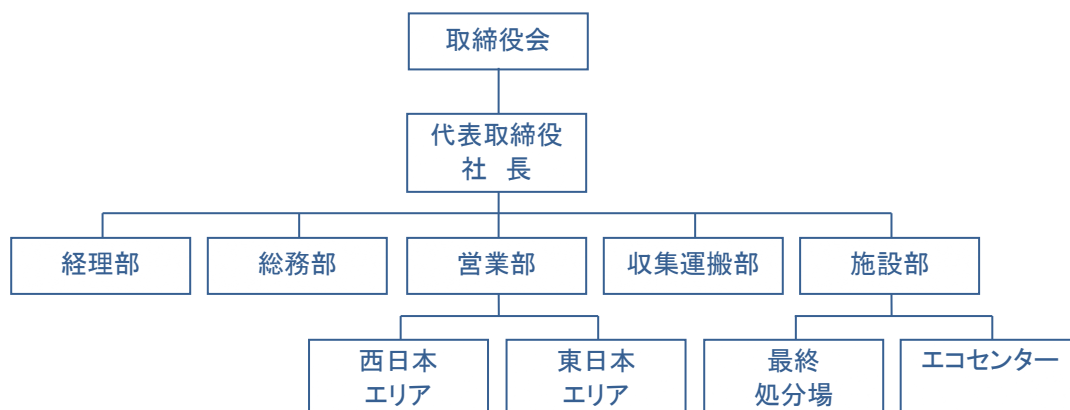 取締役会
代表取締役
社　長
経理部
総務部
営業部
収集運搬部
施設部
西日本
エリア
東日本
エリア
最終
処分場
エコセンター